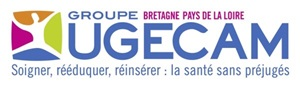 GROUPE BRETAGNE PAYS DE LA LOIRE
UGECAM
Soigner, rééduquer, réinsérer : la santé sans préjugés